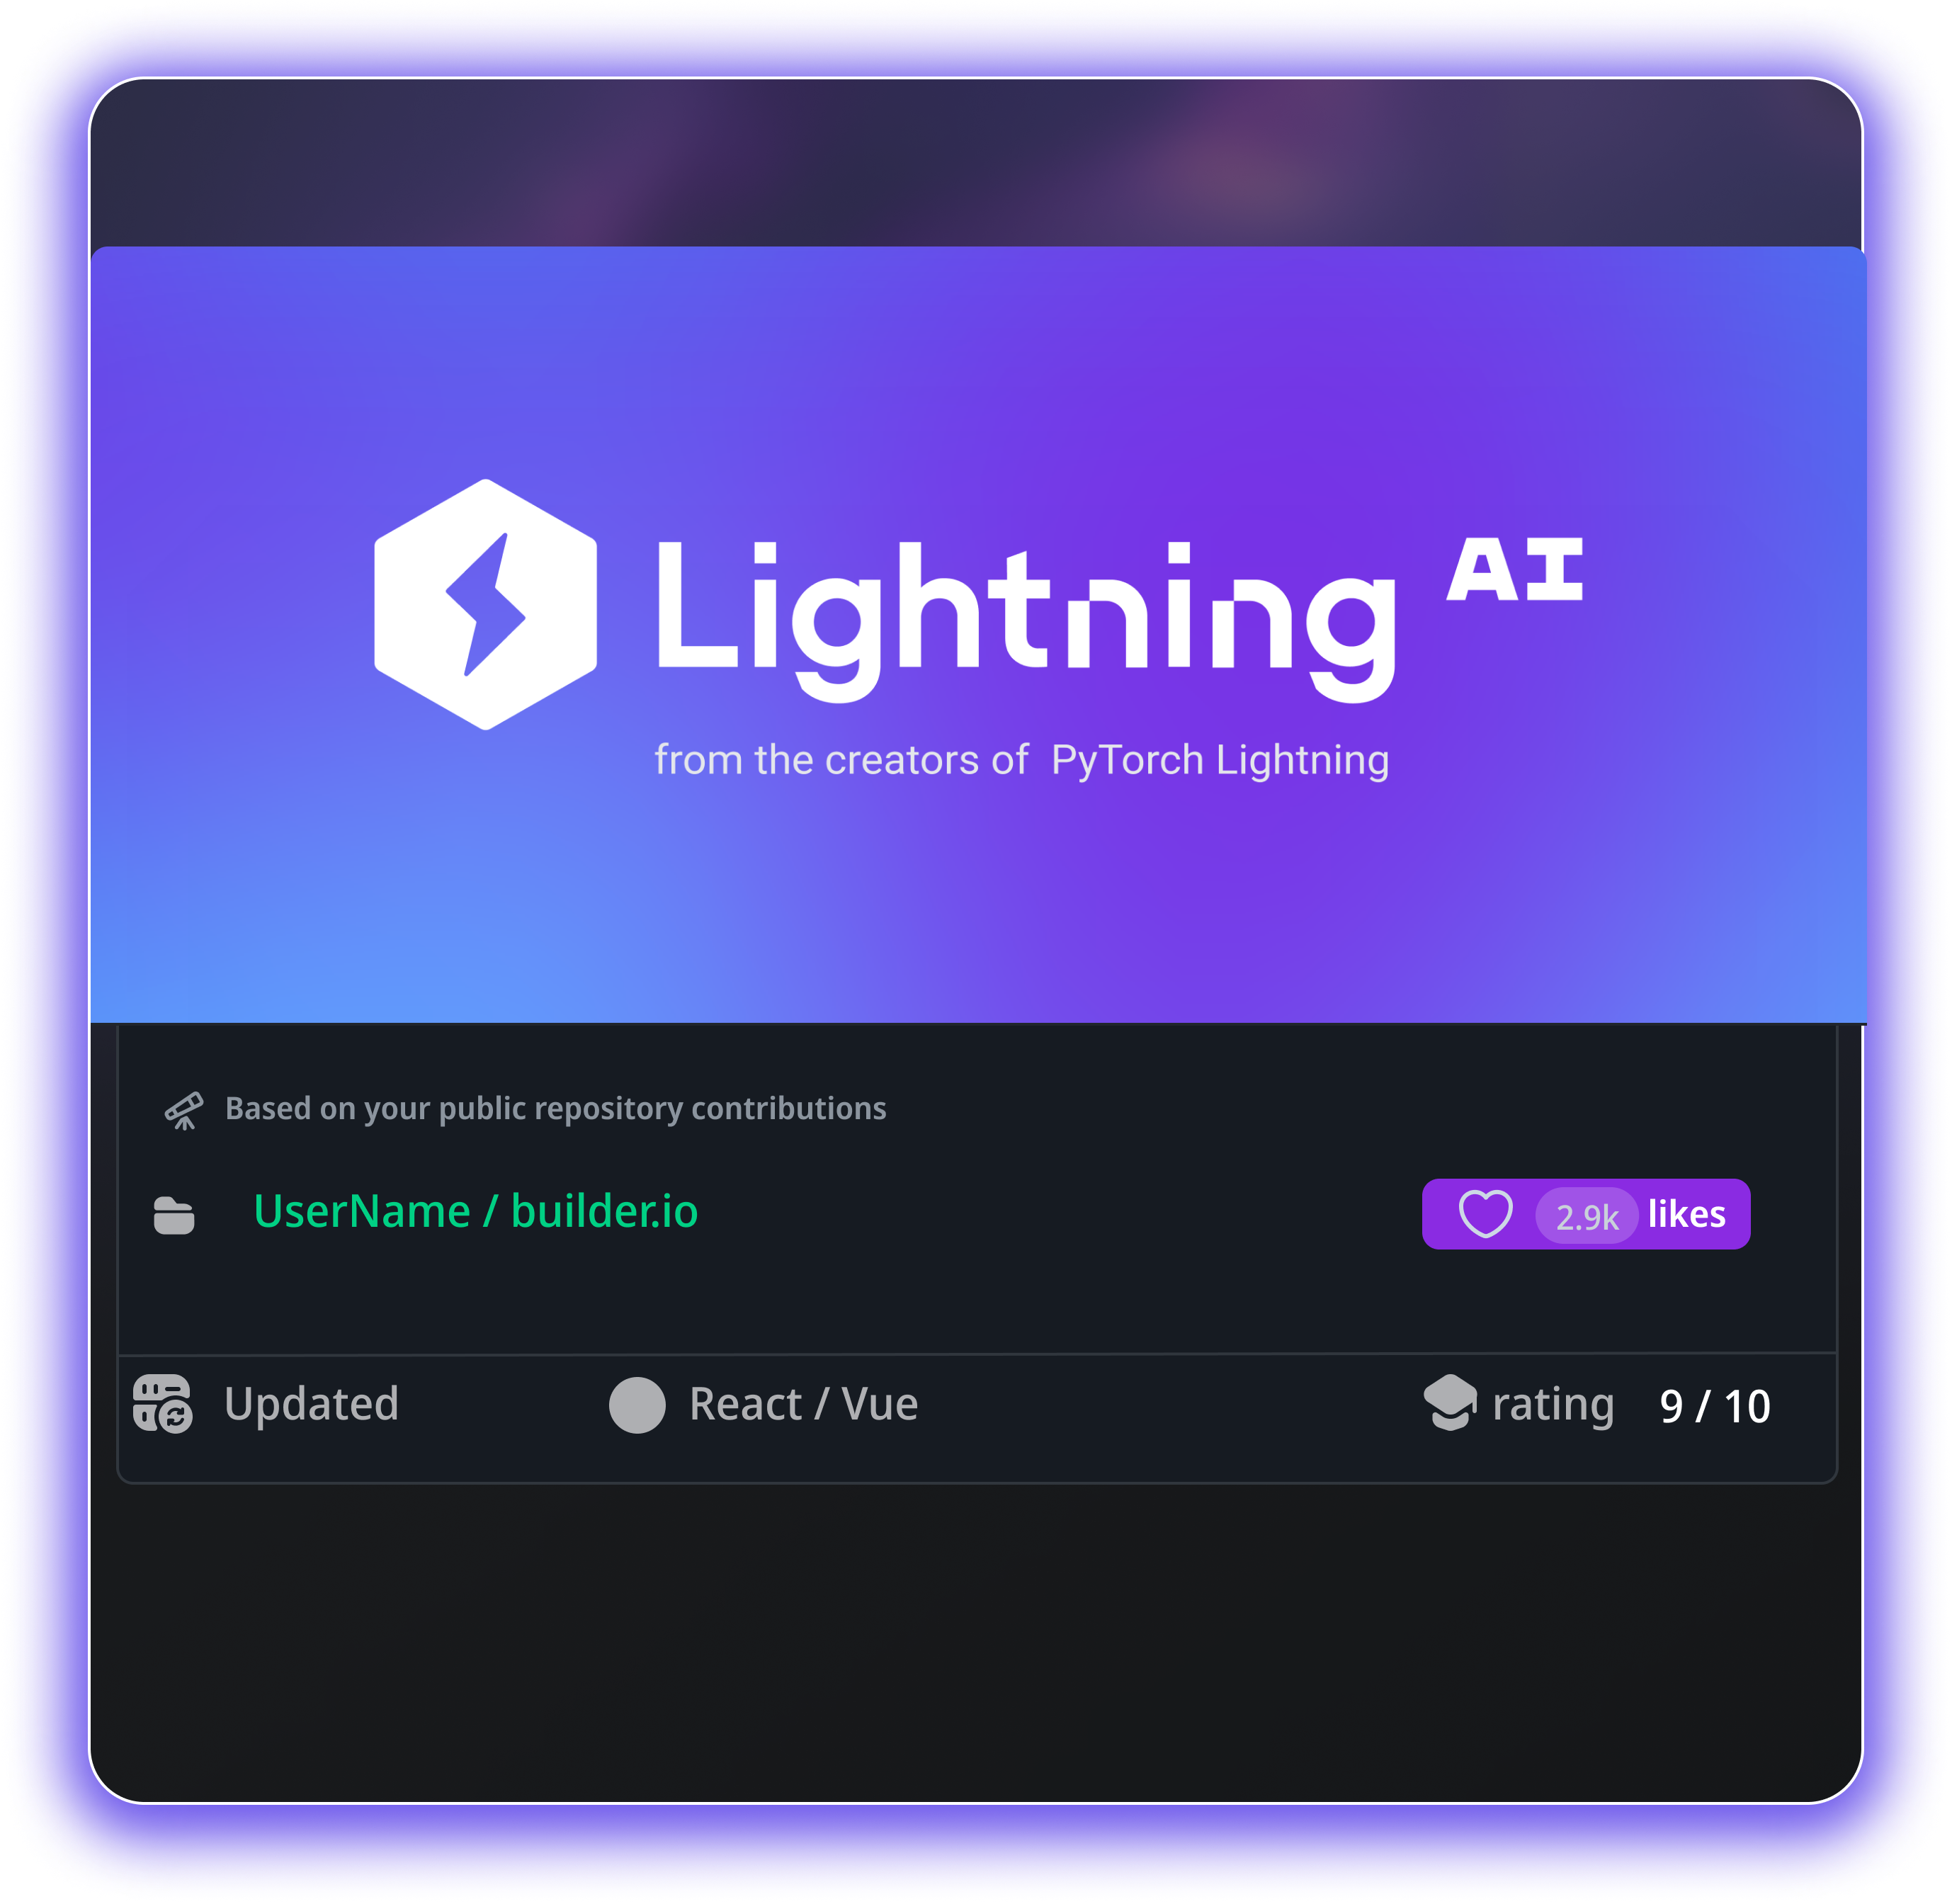 Lightning AI
from the creators of PyTorch Lightning
Based on your public repository contributions
UserName / builder.io
2.9k likes
Updated
React / Vue
rating 9 / 10